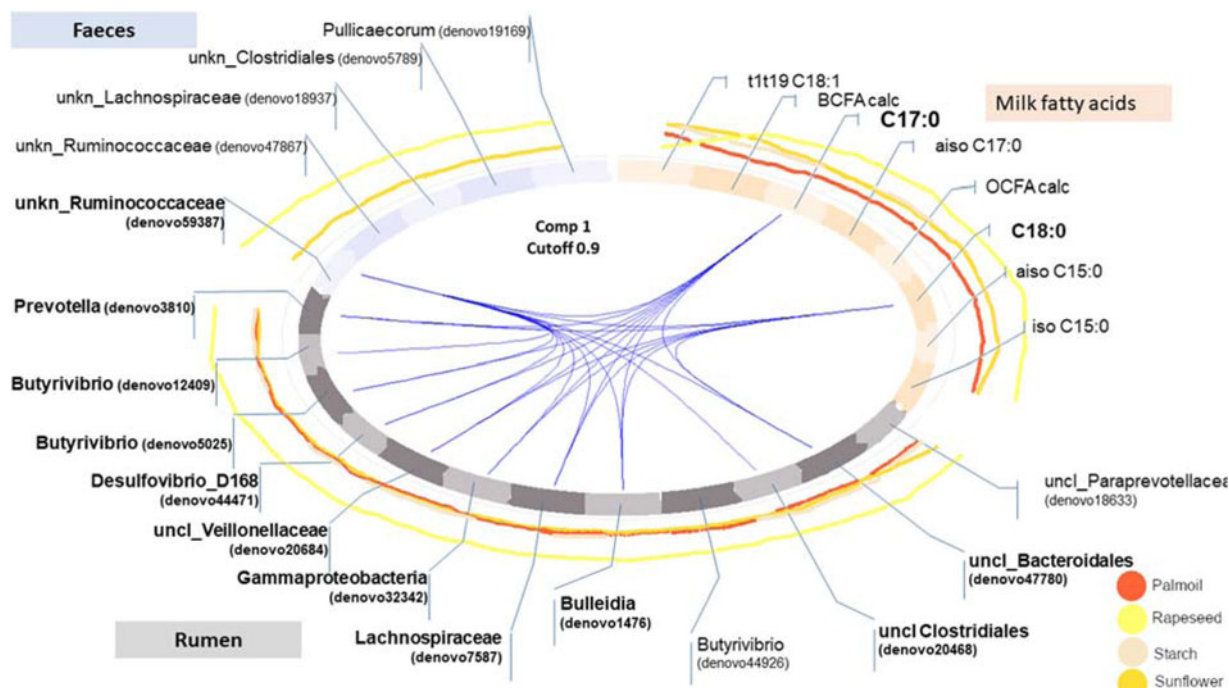 Faeces
Pullicaecorum (denovo19169)
unkn_Clostridiales (denovo5789)
unkn_Lachnospiraceae (denovo18937)
unkn_Ruminococcaceae (denovo47867)
unkn_Ruminococcaceae
(denovo59387)
Prevotella (denovo3810)
Butyrivibrio (denovo12409)
Butyrivibrio (denovo5025)
Desulfovibrio_D168
(denovo44471)
uncl_Veillonellaceae
(denovo20684)
Gammaproteobacteria
(denovo32342)
Lachnospiraceae
(denovo7587)
Rumen
Comp 1
Cutoff 0.9
Bulleidia
(denovo1476)
Butyrivibrio
(denovo44926)
uncl Clostridiales
(denovo20468)
uncl_Bacteroidales
(denovo47780)
uncl_Paraprevotellacea
(denovo18633)
t1t19 C18:1
BCFA calc
C17:0
aiso C17:0
OCFA calc
C18:0
aiso C15:0
iso C15:0
Milk fatty acids
Palmoil
Rapeseed
Starch
Sunflower